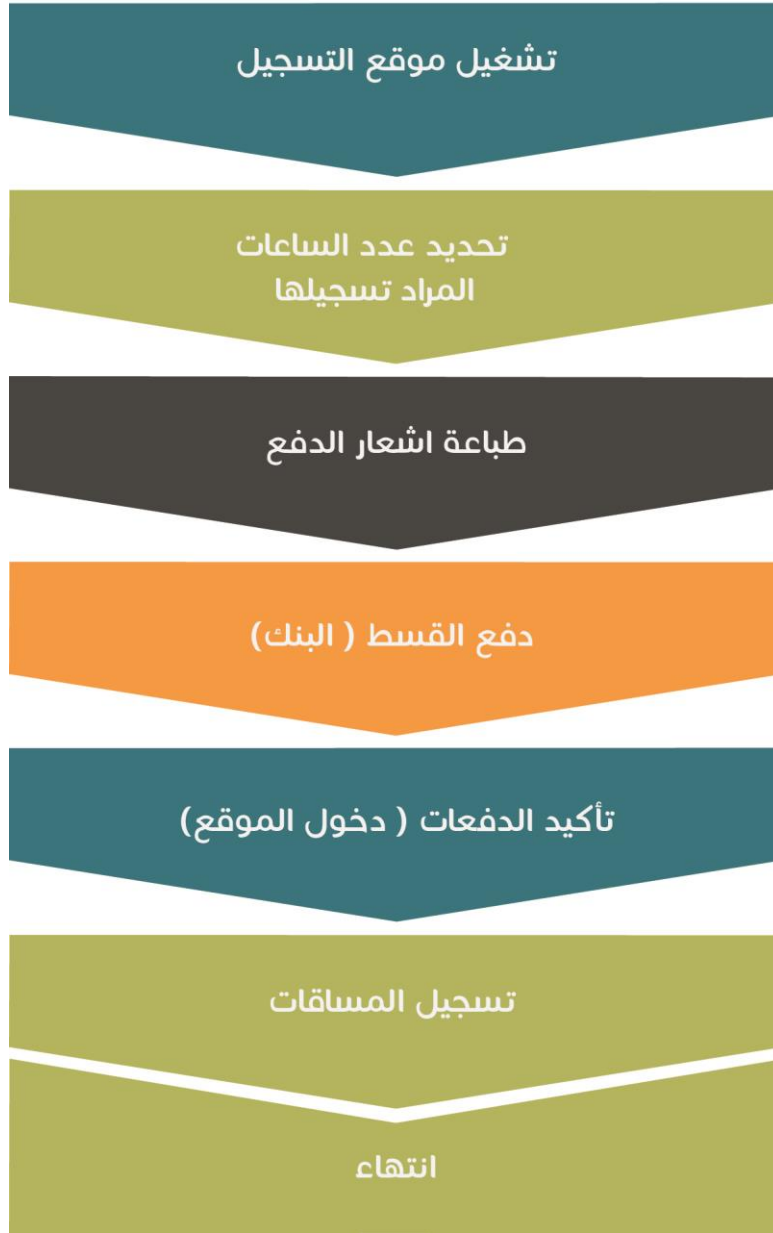 تشغيل موقع التسجيل
تحديد عدد الساعات
المراد تسجيلها
طباعة اشعار الدفع
دفع القسط ( البنك)
تأكيد الدفعات ( دخول الموقع)
تسجيل المساقات
انتهاء